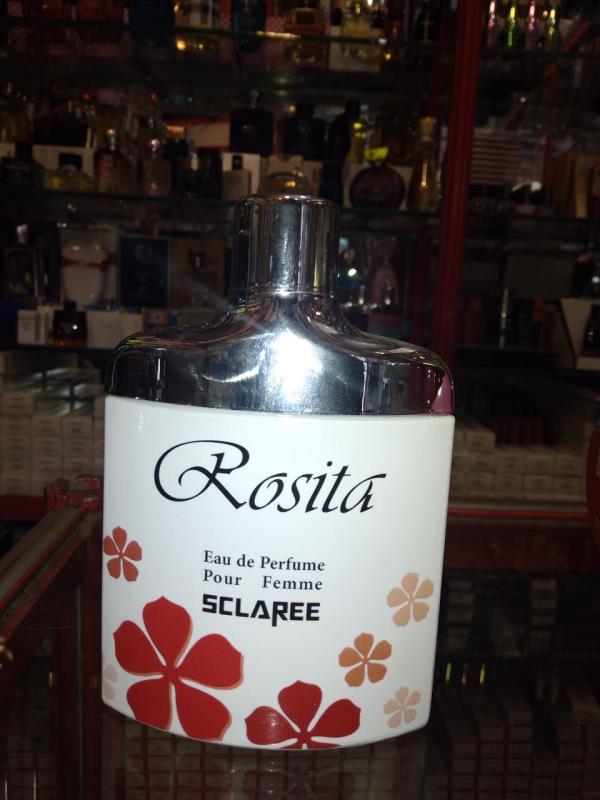 Rosita
Eau de Perfume
Pour Femme
SCLAREE